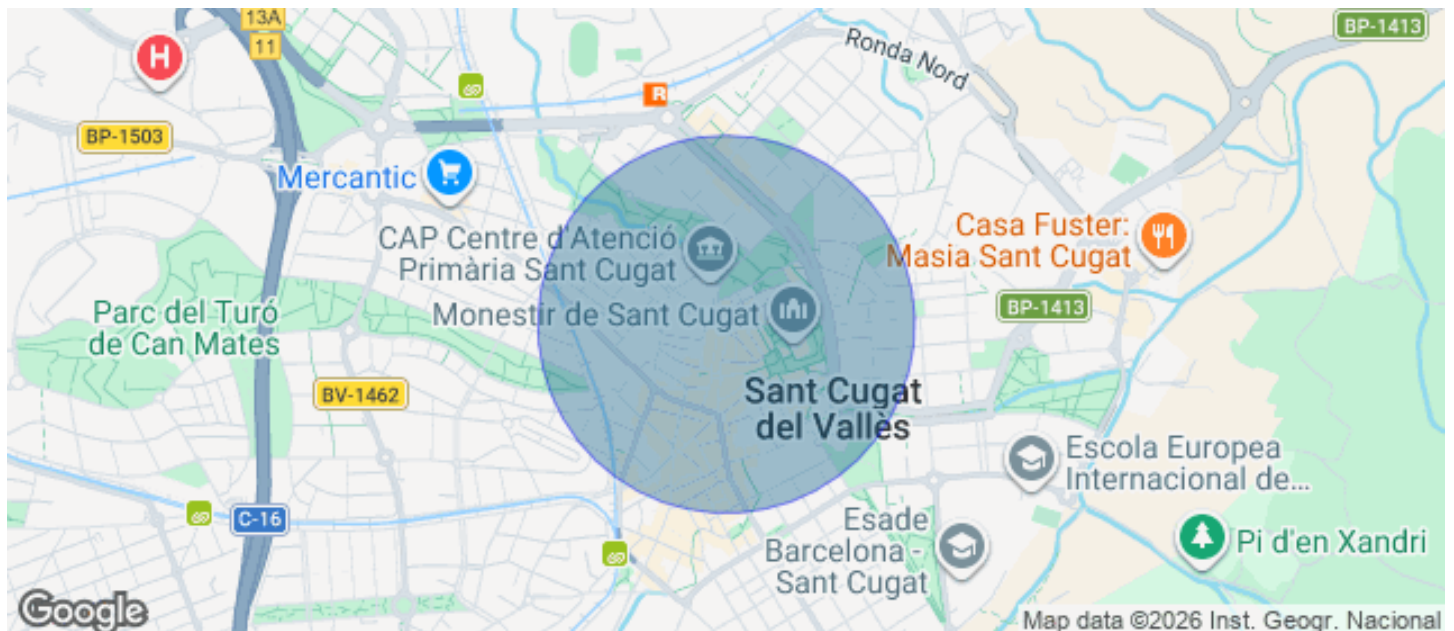 13A
11
H
BP-1413
Ronda Nord
R
BP-1503
Mercantic
CAP Centre d'Atenció
Primària Sant Cugat
Casa Fuster:
Masia Sant Cugat
Parc del Turó
de Can Mates
Monestir de Sant Cugat
BP-1413
BV-1462
Sant Cugat
del Vallès
Escola Europea
Internacional de...
C-16
Esade
Barcelona -
Sant Cugat
Pi d'en Xandri
Google
Map data ©2026 Inst. Geogr. Nacional